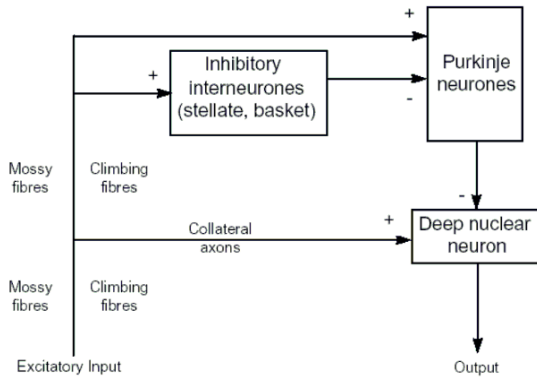 +
Inhibitory
interneurones
(stellate, basket)
+
-
Purkinje
neurones
Mossy
fibres
Climbing
fibres
-
Collateral
axons
+
Deep nuclear
neuron
Mossy
fibres
Climbing
fibres
Excitatory Input
Output